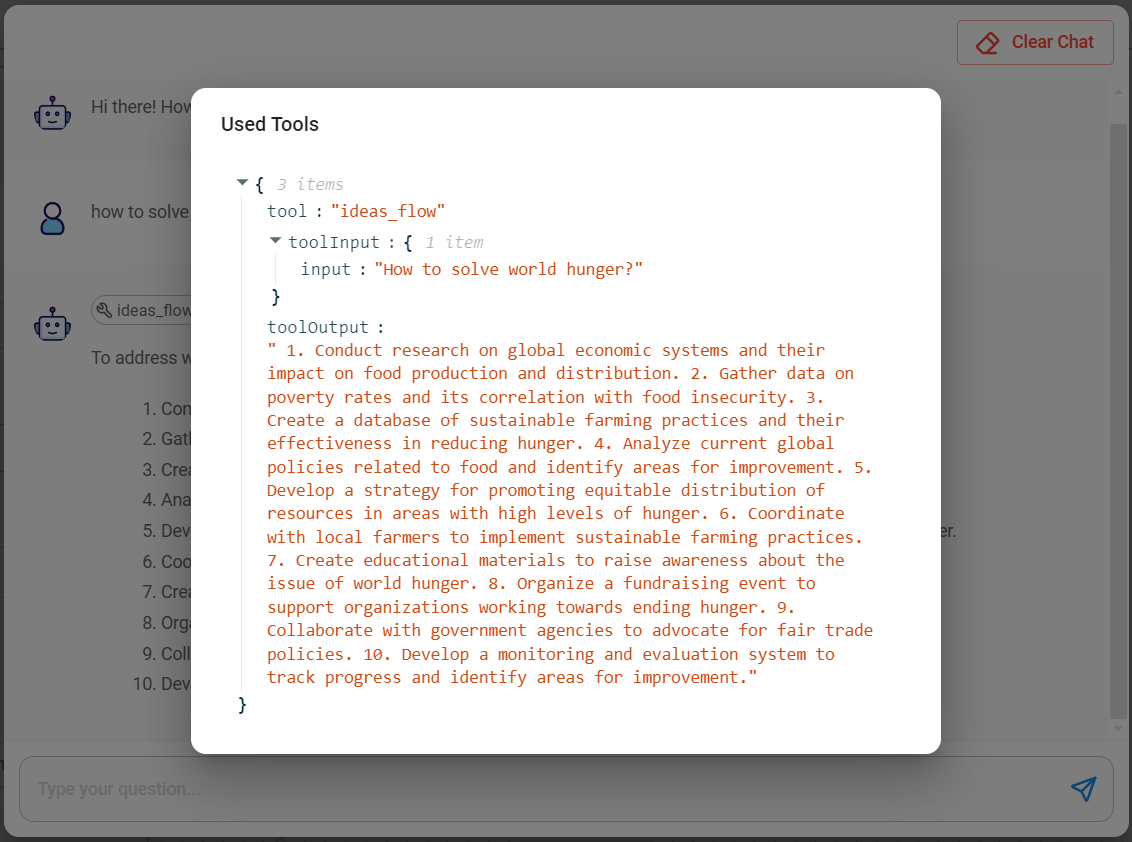 Clear Chat
Hi there! How
Used Tools
{ 3 items
tool : "ideas_flow"
how to solve
toolInput : { 1 item
input : "How to solve world hunger?"
}
ideas_flow
toolOutput :
" 1. Conduct research on global economic systems and their
impact on food production and distribution. 2. Gather data on
poverty rates and its correlation with food insecurity. 3.
Create a database of sustainable farming practices and their
effectiveness in reducing hunger. 4. Analyze current global
policies related to food and identify areas for improvement. 5.
Develop a strategy for promoting equitable distribution of
resources in areas with high levels of hunger. 6. Coordinate
with local farmers to implement sustainable farming practices.
7. Create educational materials to raise awareness about the
issue of world hunger. 8. Organize a fundraising event to
support organizations working towards ending hunger. 9.
Collaborate with government agencies to advocate for fair trade
policies. 10. Develop a monitoring and evaluation system to
track progress and identify areas for improvement."
}
To address w
1. Con
2. Gath
3. Crea
4. Ana
5. Dev
er.
6. Coo
7. Crea
8. Orga
9. Coll
10. Dev
Type your question...